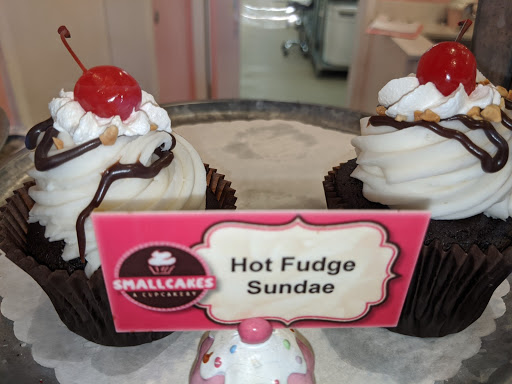 SMALLCAKES
A CUPCAKERY
Hot Fudge
Sundae